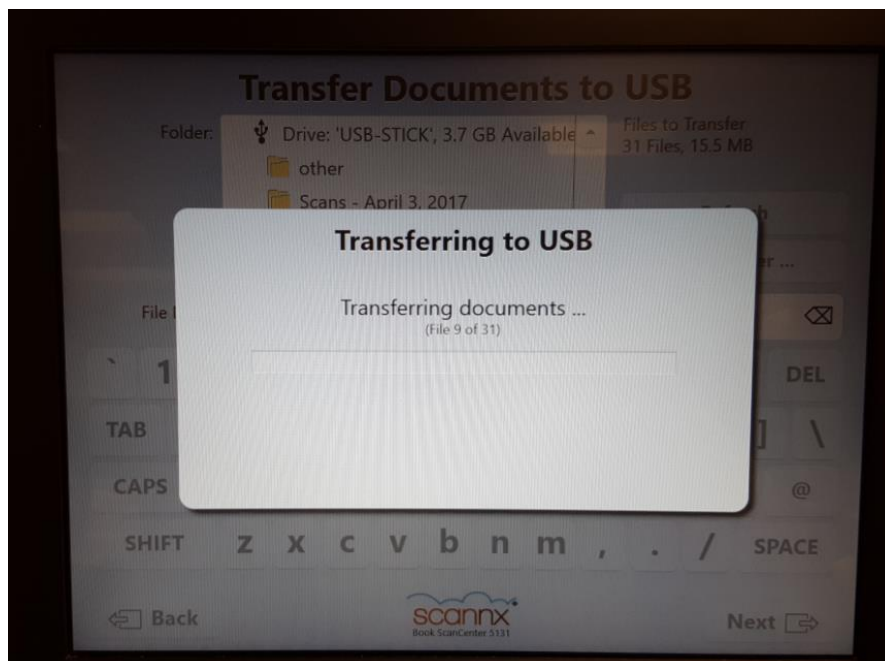 Transfer Documents to USB
Folder:
Drive: 'USB-STICK', 3.7 GB Available
other
Scans - April 3, 2017
Files to Transfer
31 Files, 15.5 MB
Transferring to USB
Transferring documents ...
(File 9 of 31)
File
` 1
DEL
TAB ] \
CAPS @
SHIFT z x c v b n m , . / SPACE
Back
scannx
Book ScanCenter 5131
Next